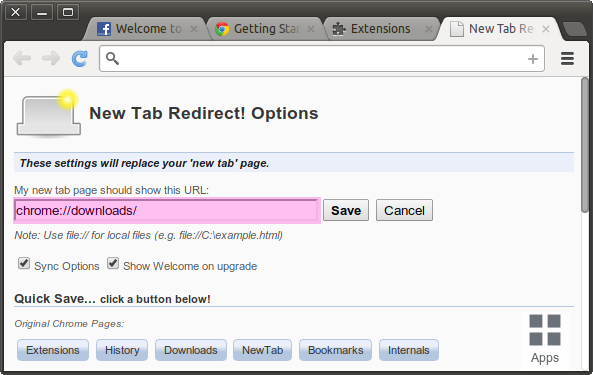 Welcome to
Getting Star
Extensions
New Tab Re
New Tab Redirect! Options
These settings will replace your 'new tab' page.
My new tab page should show this URL:
chrome://downloads/ Save Cancel
Note: Use file:// for local files (e.g. file://C:\example.html)
Sync Options Show Welcome on upgrade
Quick Save... click a button below!
Original Chrome Pages:
Extensions History Downloads NewTab Bookmarks Internals
Apps